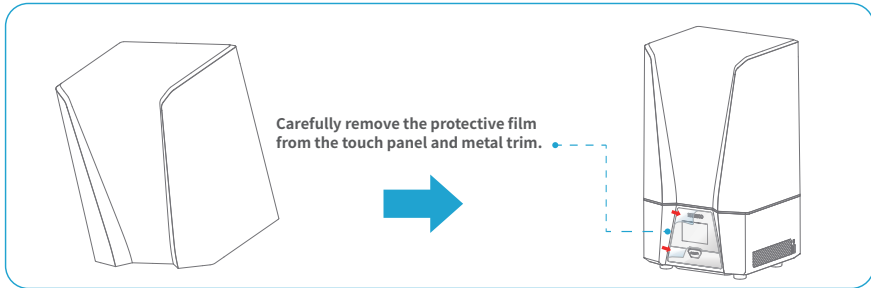 Carefully remove the protective film
from the touch panel and metal trim.